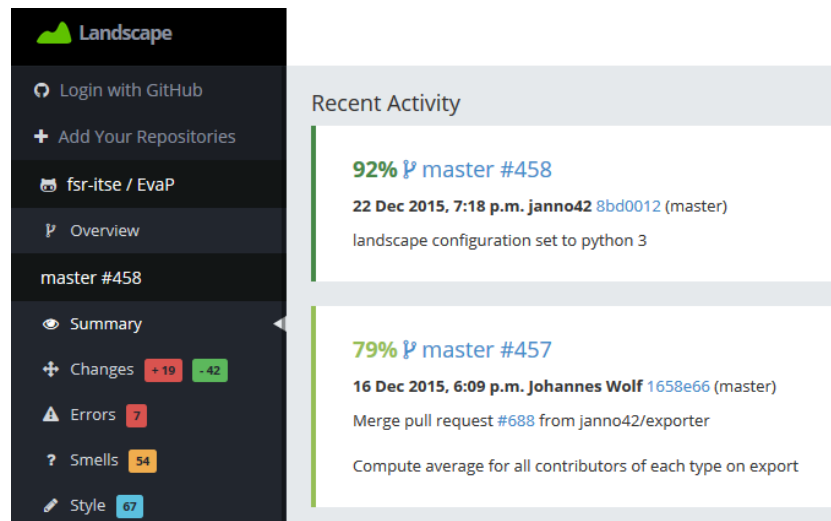 Landscape
Login with GitHub
Add Your Repositories
fsr-itse / EvaP
Overview
master #458
Summary
Changes +19 -42
Errors 7
? Smells 54
Style 67
Recent Activity
92% master #458
22 Dec 2015, 7:18 p.m. janno42 8bd0012 (master)
landscape configuration set to python 3
79% master #457
16 Dec 2015, 6:09 p.m. Johannes Wolf 1658e66 (master)
Merge pull request #688 from janno42/exporter
Compute average for all contributors of each type on export